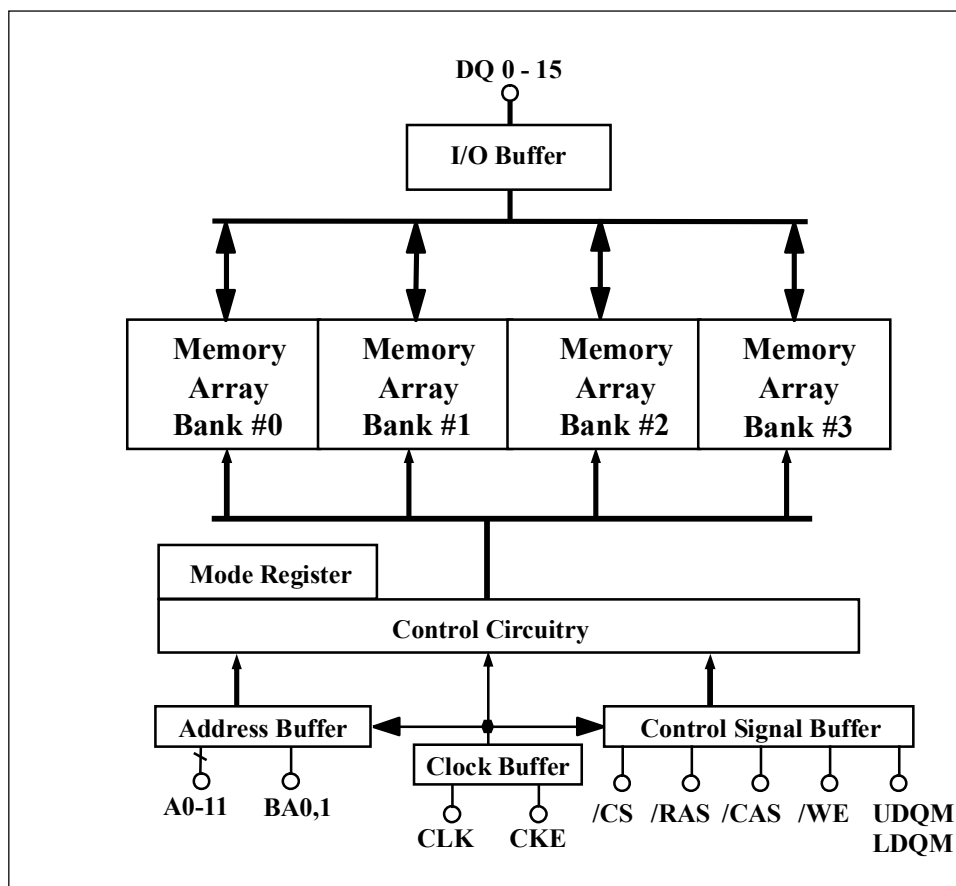 DQ 0 - 15
I/O Buffer
Memory Array Bank #0
Memory Array Bank #1
Memory Array Bank #2
Memory Array Bank #3
Mode Register
Control Circuitry
Address Buffer
Control Signal Buffer
Clock Buffer
A0-11
BA0,1
CLK
CKE
/CS
/RAS
/CAS
/WE
UDQM
LDQM